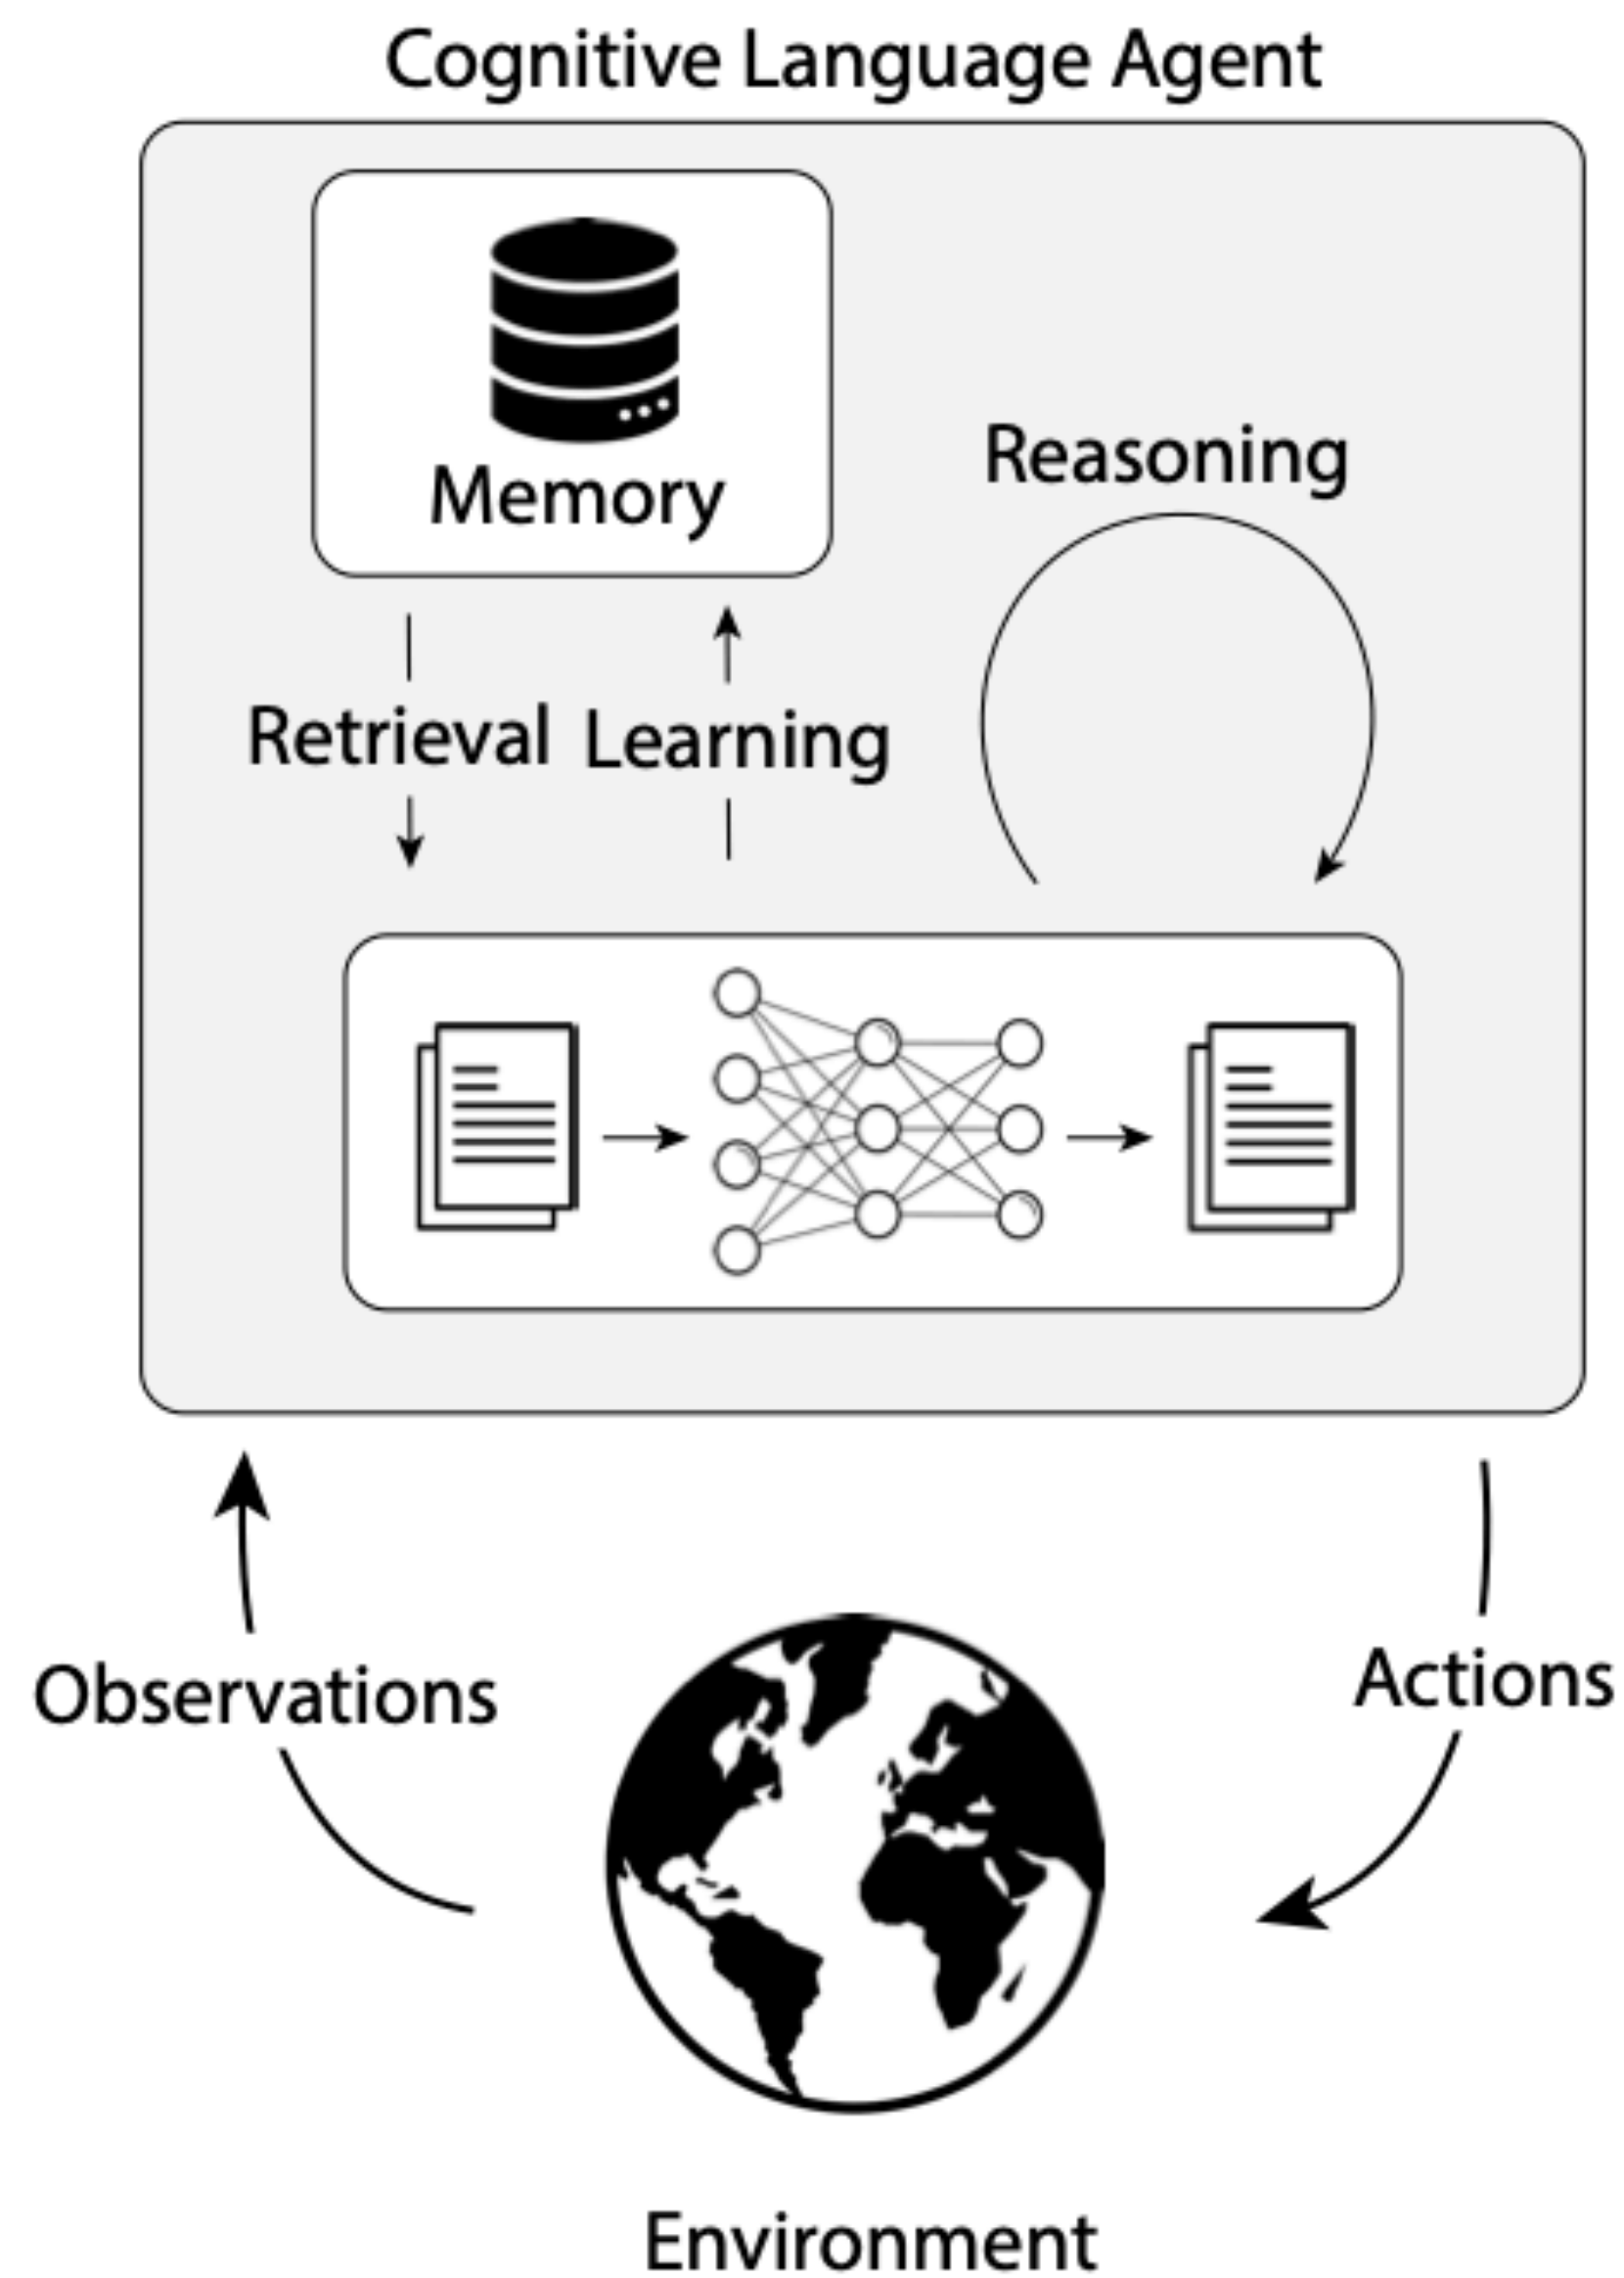 Cognitive Language Agent
Memory
Reasoning
Retrieval Learning
Observations
Actions
Environment